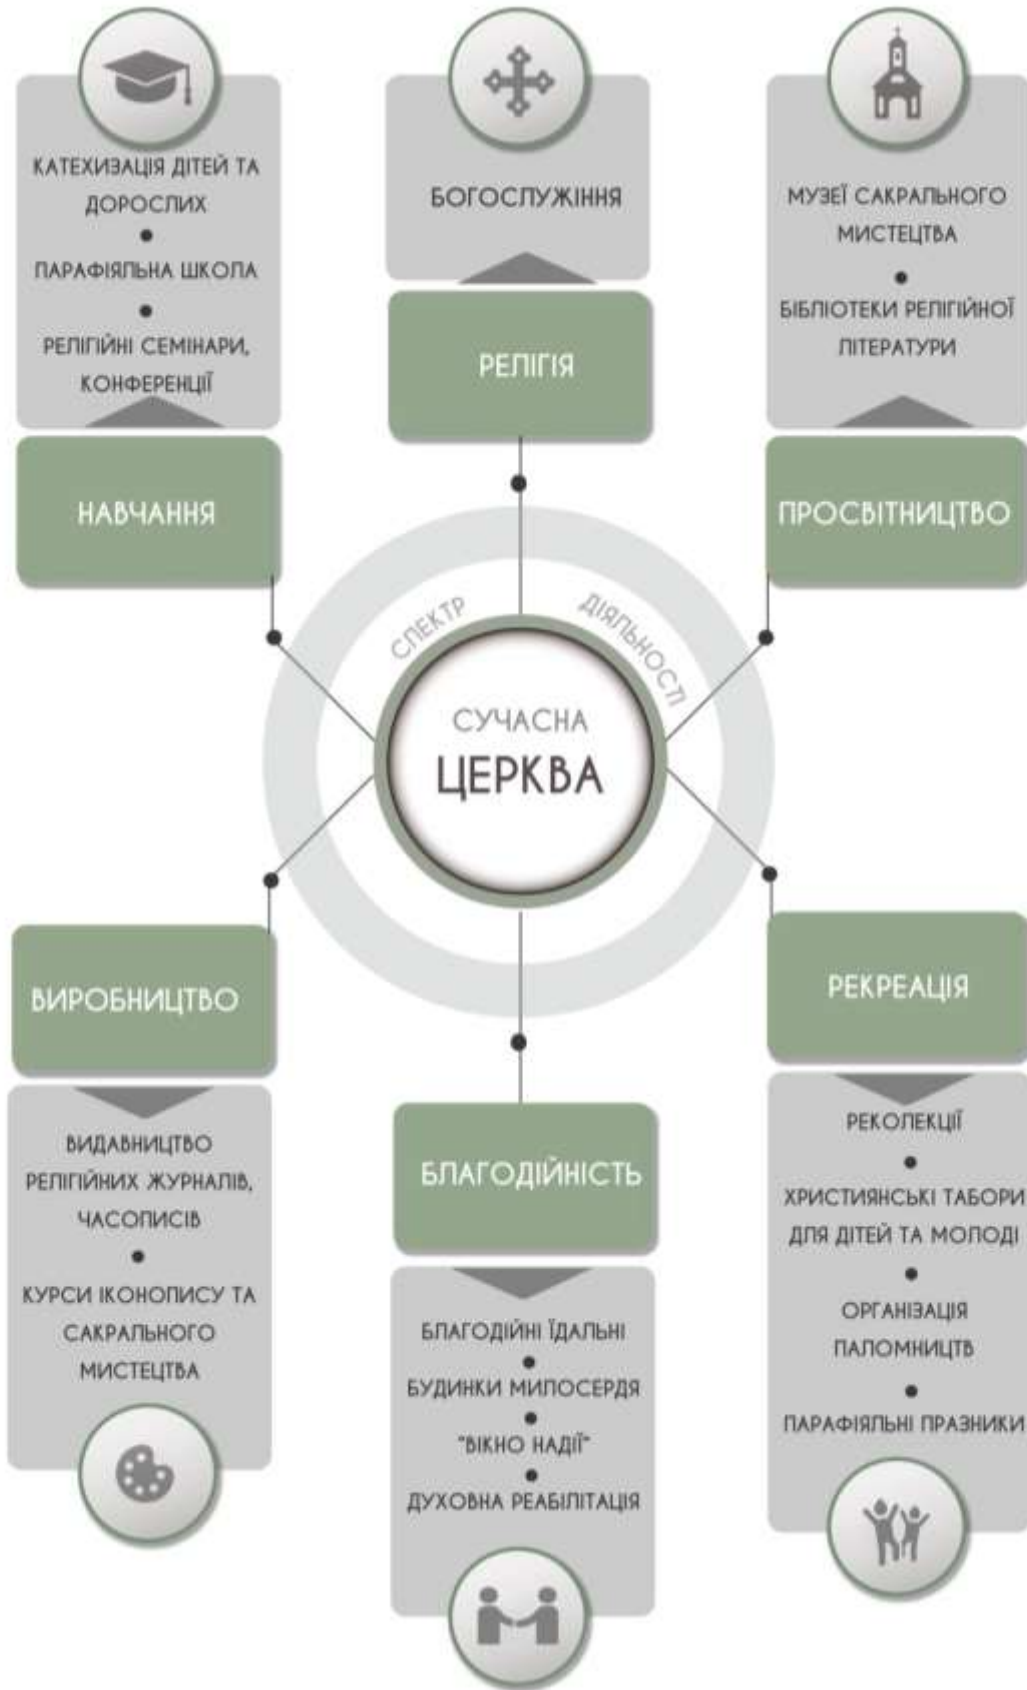 КАТЕХИЗАЦІЯ ДІТЕЙ ТА
ДОРОСЛИХ
ПАРАФІЯЛЬНА ШКОЛА
РЕЛІГІЙНІ СЕМІНАРИ,
КОНФЕРЕНЦІЇ
НАВЧАННЯ
БОГОСЛУЖІННЯ
РЕЛІГІЯ
МУЗЕЇ САКРАЛЬНОГО
МИСТЕЦТВА
БІБЛІОТЕКИ РЕЛІГІЙНОЇ
ЛІТЕРАТУРИ
ПРОСВІТНИЦТВО
СПЕКТР
ДІЯЛЬНОСТІ
СУЧАСНА
ЦЕРКВА
ВИРОБНИЦТВО
ВИДАВНИЦТВО
РЕЛІГІЙНИХ ЖУРНАЛІВ,
ЧАСОПИСІВ
КУРСИ ІКОНОПИСУ ТА
САКРАЛЬНОГО
МИСТЕЦТВА
БЛАГОДІЙНІСТЬ
БЛАГОДІЙНІ ЇДАЛЬНІ
БУДИНКИ МИЛОСЕРДЯ
"ВІКНО НАДІЇ"
ДУХОВНА РЕАБІЛІТАЦІЯ
РЕКРЕАЦІЯ
РЕКОЛЕКЦІЇ
ХРИСТИЯНСЬКІ ТАБОРИ
ДЛЯ ДІТЕЙ ТА МОЛОДІ
ОРГАНІЗАЦІЯ
ПАЛОМНИЦТВ
ПАРАФІЯЛЬНІ ПРАЗНИКИ